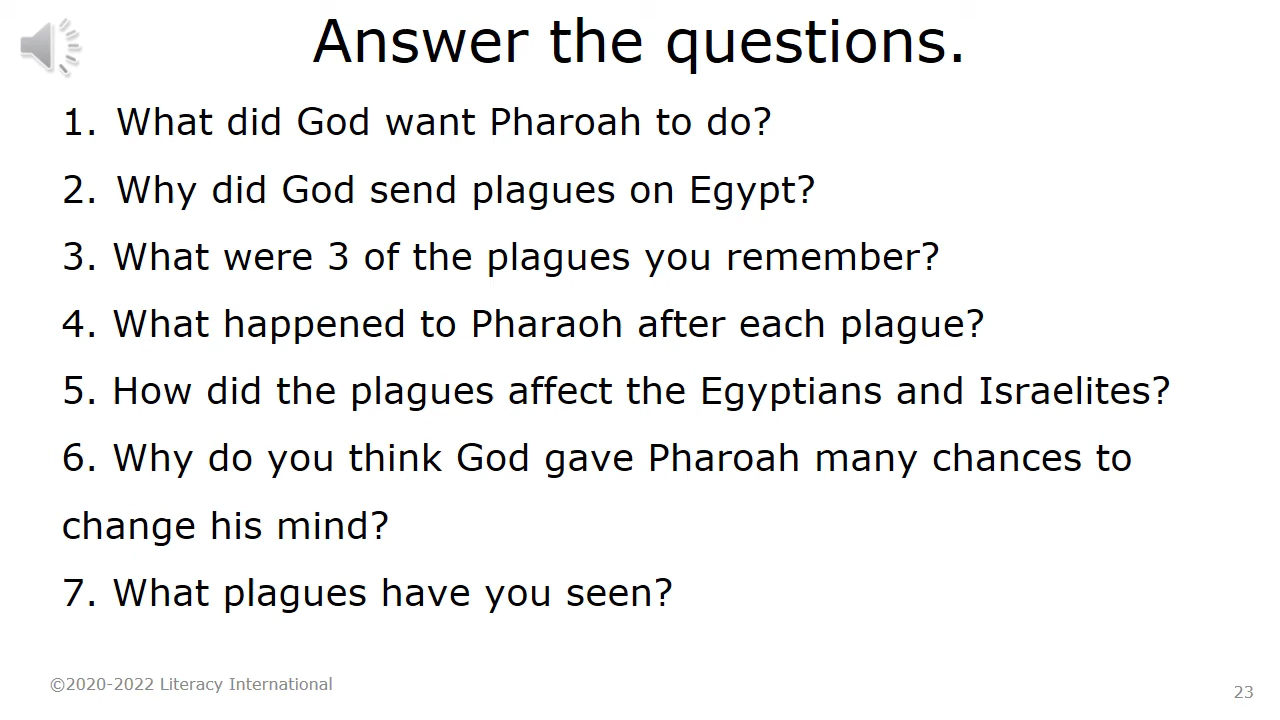 Answer the questions.
1. What did God want Pharoah to do?
2. Why did God send plagues on Egypt?
3. What were 3 of the plagues you remember?
4. What happened to Pharaoh after each plague?
5. How did the plagues affect the Egyptians and Israelites?
6. Why do you think God gave Pharoah many chances to
change his mind?
7. What plagues have you seen?
©2020-2022 Literacy International
23